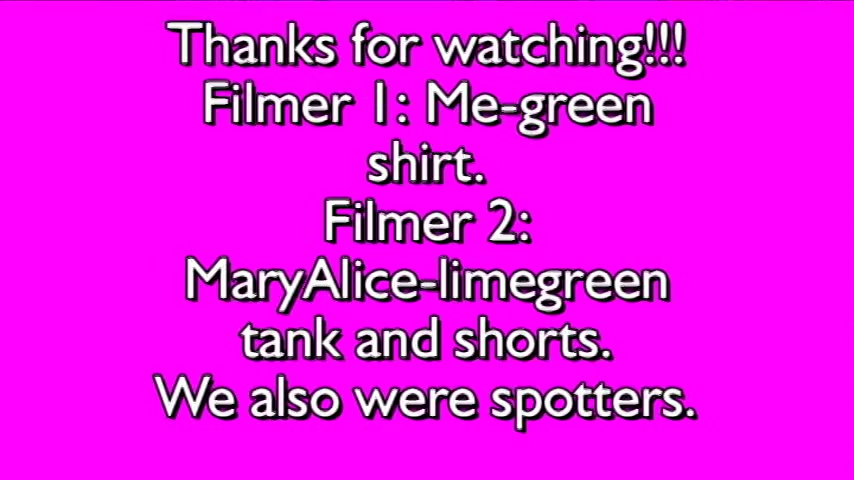 Thanks for watching!!!
Filmer 1: Me-green
shirt.
Filmer 2:
MaryAlice-limegreen
tank and shorts.
We also were spotters.